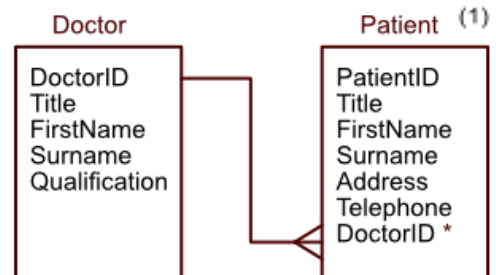 Doctor
DoctorID
Title
FirstName
Surname
Qualification
Patient (1)
PatientID
Title
FirstName
Surname
Address
Telephone
DoctorID *